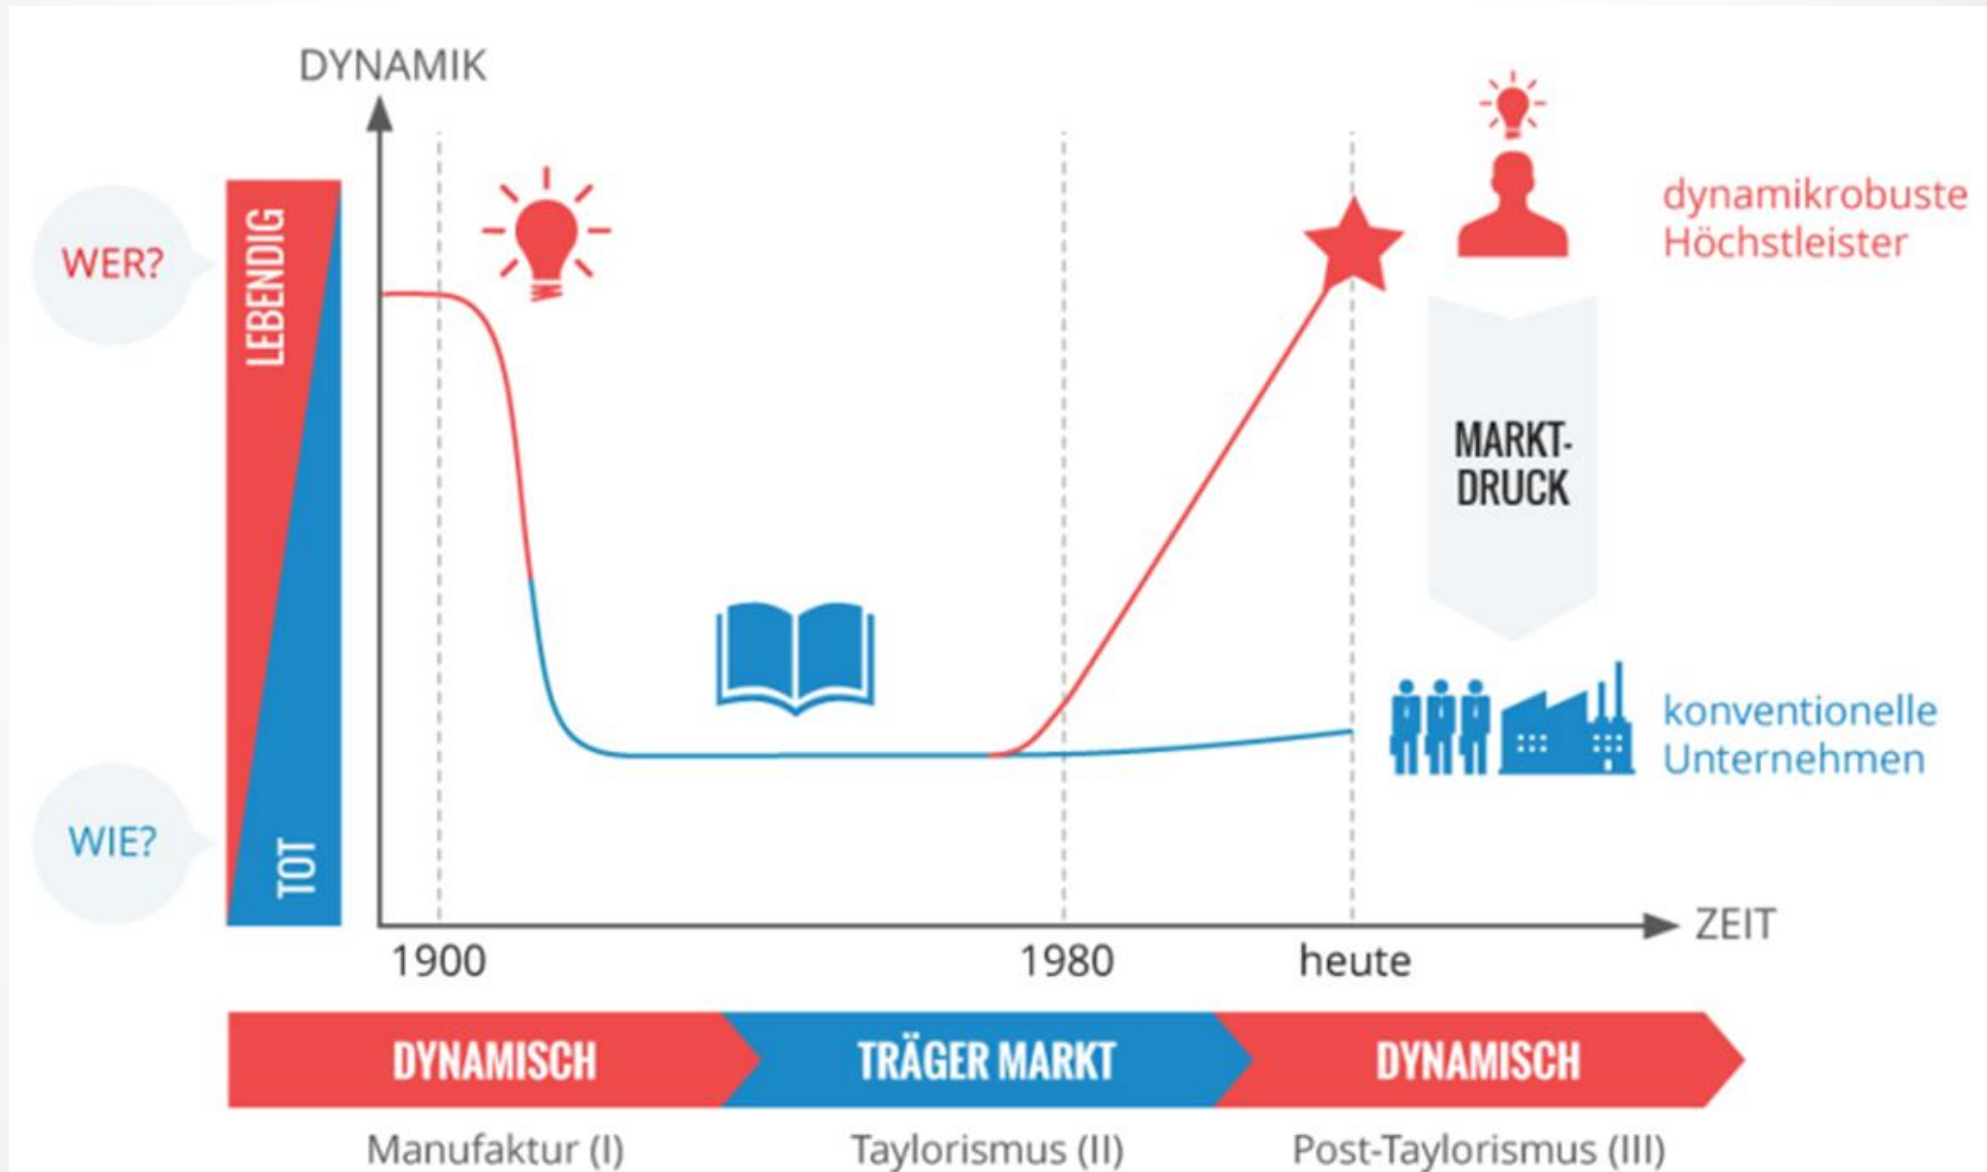 DYNAMIK
WER?
LEBENDIG
dynamikrobuste
Höchstleister
MARKT-
DRUCK
konventionelle
Unternehmen
WIE?
TOT
ZEIT
1900
1980
heute
DYNAMISCH
TRÄGER MARKT
DYNAMISCH
Manufaktur (I)
Taylorismus (II)
Post-Taylorismus (III)